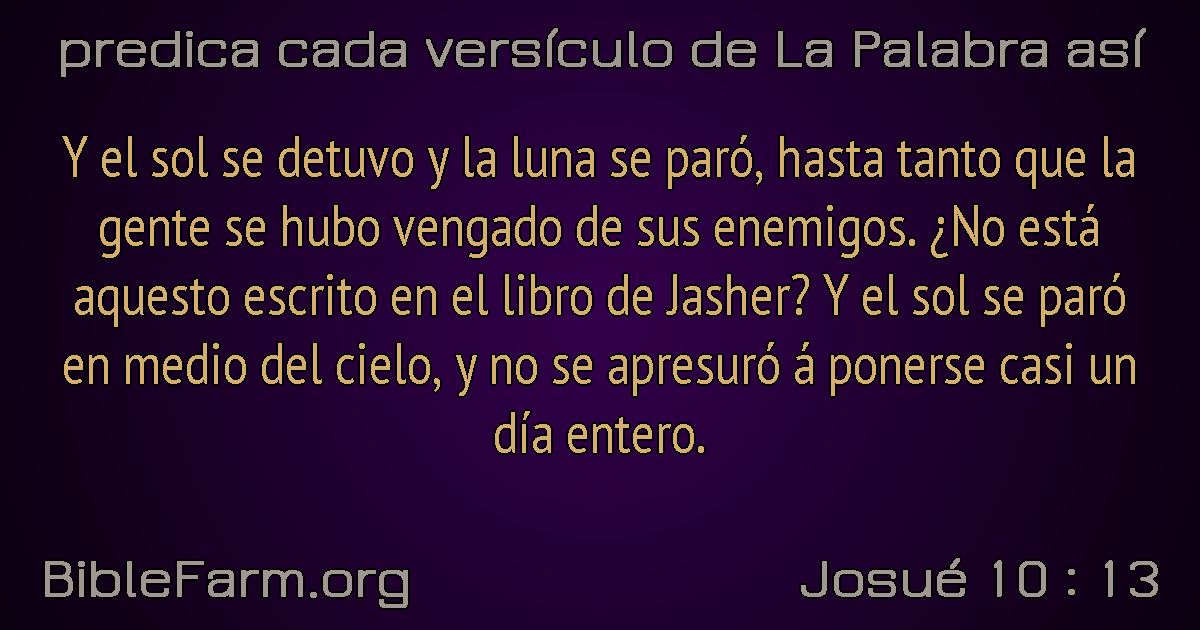 predica cada versículo de La Palabra así
Y el sol se detuvo y la luna se paró, hasta tanto que la
gente se hubo vengado de sus enemigos. ¿No está
aquesto escrito en el libro de Jasher? Y el sol se paró
en medio del cielo, y no se apresuró á ponerse casi un
día entero.
BibleFarm.org
Josué 10 : 13